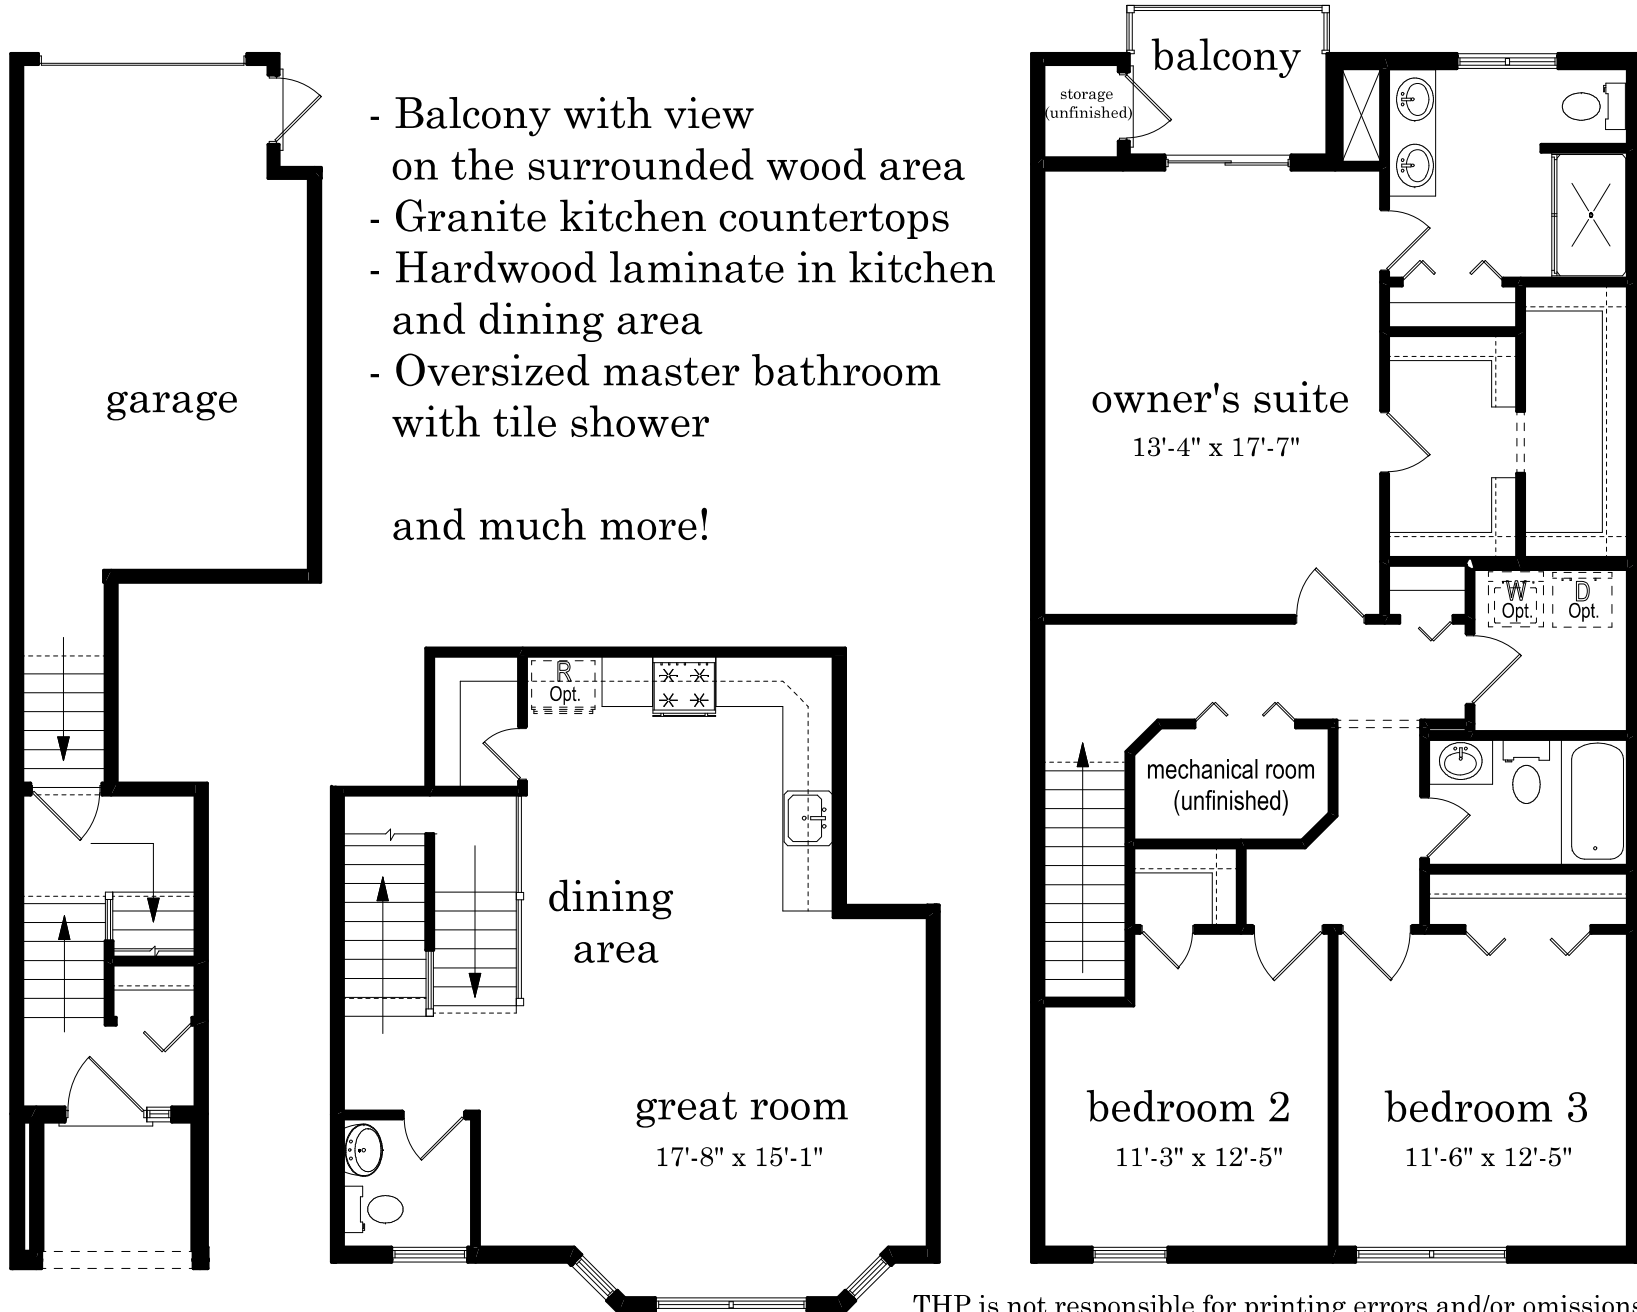 garage
- Balcony with view
on the surrounded wood area
- Granite kitchen countertops
- Hardwood laminate in kitchen
and dining area
- Oversized master bathroom
with tile shower
and much more!
R
Opt.
dining
area
great room
17'-8" x 15'-1"
balcony
storage
(unfinished)
owner's suite
13'-4" x 17'-7"
W
Opt.
D
Opt.
mechanical room
(unfinished)
bedroom 2
11'-3" x 12'-5"
bedroom 3
11'-6" x 12'-5"
THP is not responsible for printing errors and/or omissions